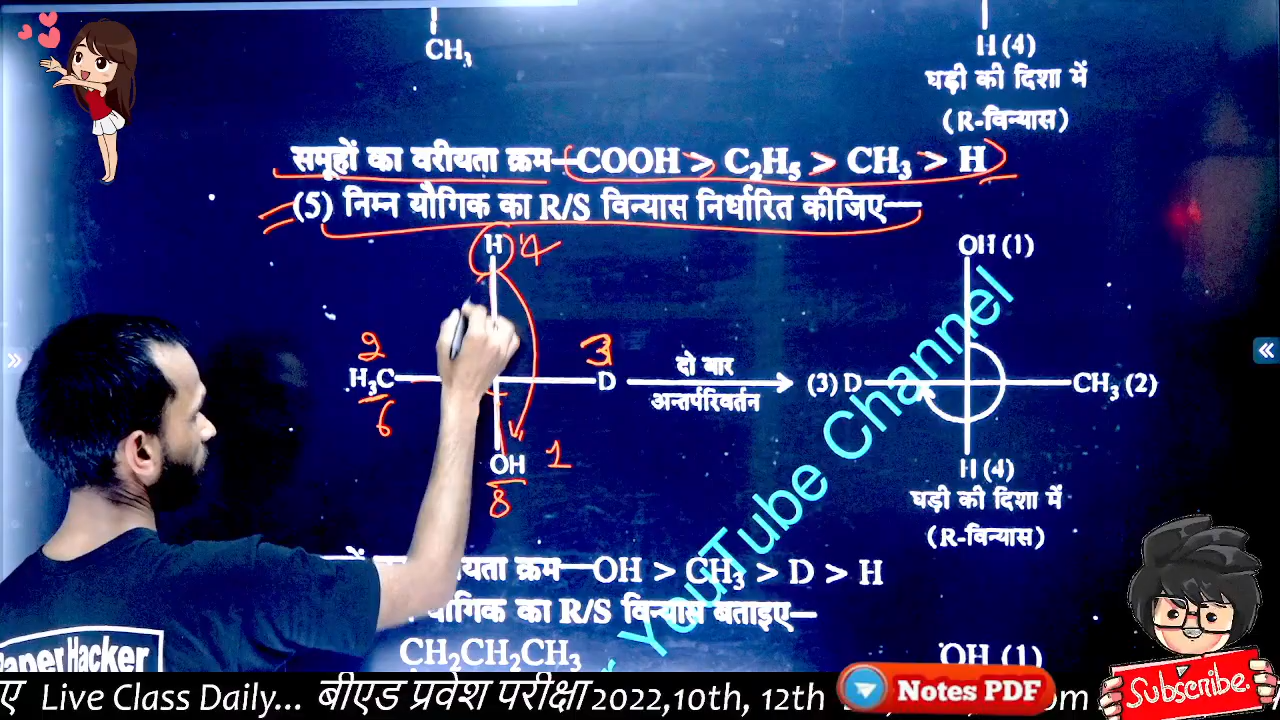 CH₃
H (4)
घड़ी की दिशा में
(R-विन्यास)
समूहों का वरीयता क्रम—COOH > C₂H₅ > CH₃ > H
(5) निम्न यौगिक का R/S विन्यास निर्धारित कीजिए—
H 4
OH (1)
2
3
H₃C
D
6
दो बार
अन्तर्परिवर्तन
(3) D
CH₃ (2)
OH 1
8
H (4)
घड़ी की दिशा में
(R-विन्यास)
क्रम—OH > CH₃ > D > H
यौगिक का R/S विन्यास बताइए—
CH₂CH₂CH₃
OH (1)
YouTube Channel
PaperHacker
ए Live Class Daily... बीएड प्रवेश परीक्षा 2022,10th, 12th
Notes PDF
om
Subscribe.